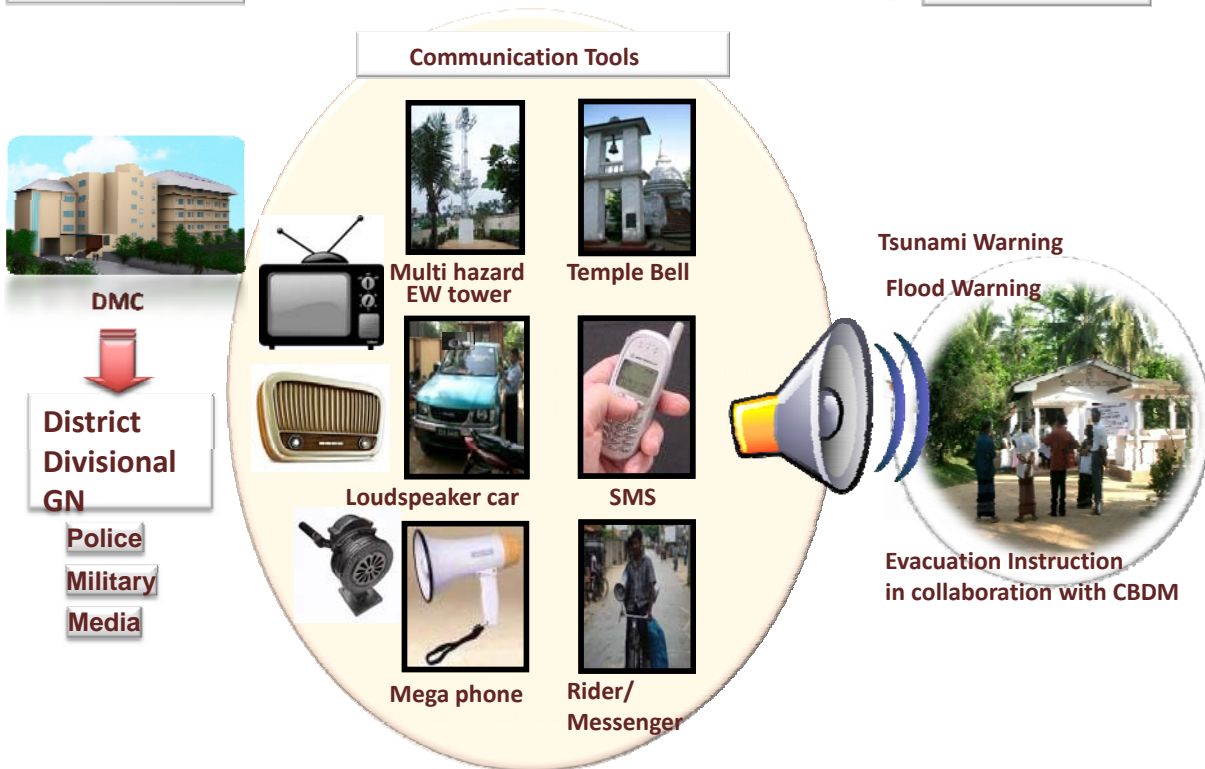 Communication Tools
DMC
District
Divisional
GN
Police
Military
Media
Multi hazard
EW tower
Temple Bell
Loudspeaker car
SMS
Mega phone
Rider/
Messenger
Tsunami Warning
Flood Warning
Evacuation Instruction
in collaboration with CBDM